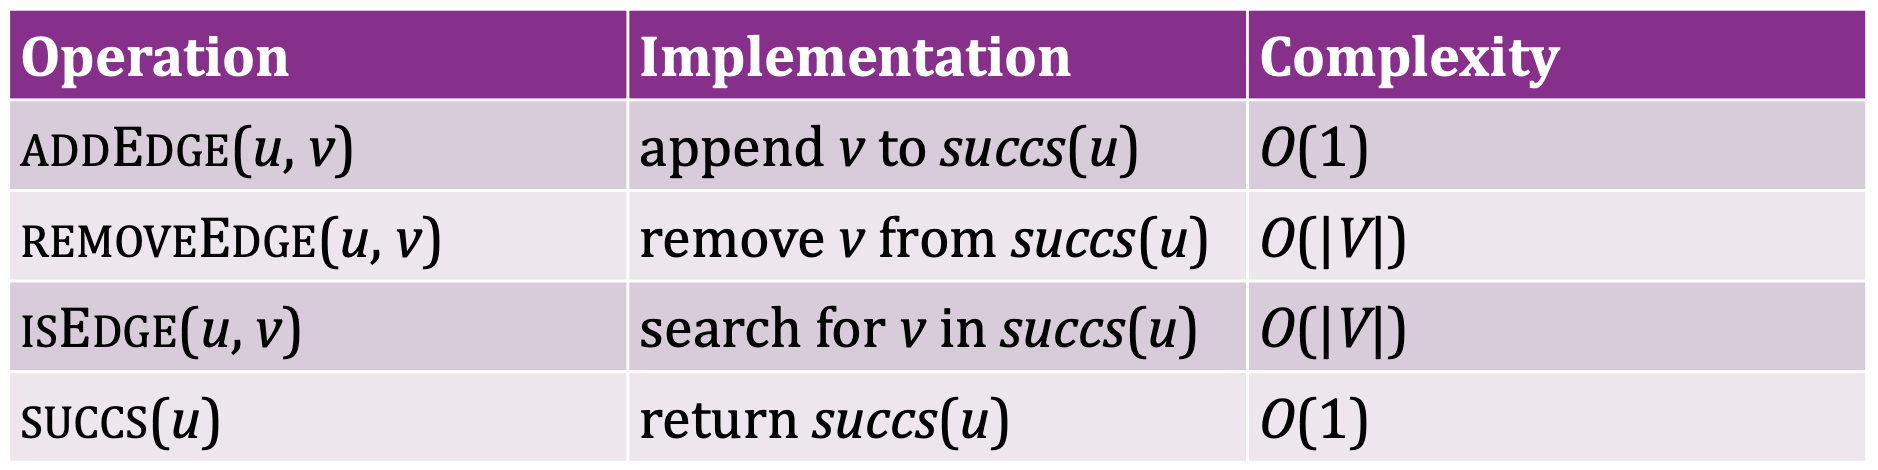 Operation Implementation Complexity
ADDEDGE(u, v) append v to succs(u) O(1)
REMOVEEDGE(u, v) remove v from succs(u) O(|V|)
ISEDGE(u, v) search for v in succs(u) O(|V|)
SUCCS(u) return succs(u) O(1)